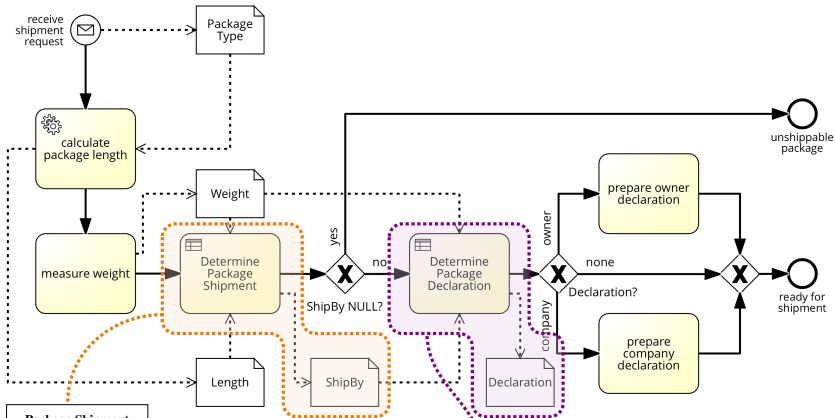 receive
shipment
request
Package
Type
calculate
package length
unshippable
package
Weight
yes
owner
prepare owner
declaration
measure weight
Determine
Package
Shipment
no
Determine
Package
Declaration
none
ShipBy NULL?
Declaration?
ready for
shipment
company
prepare
company
declaration
Length
ShipBy
Declaration
Package Shipment